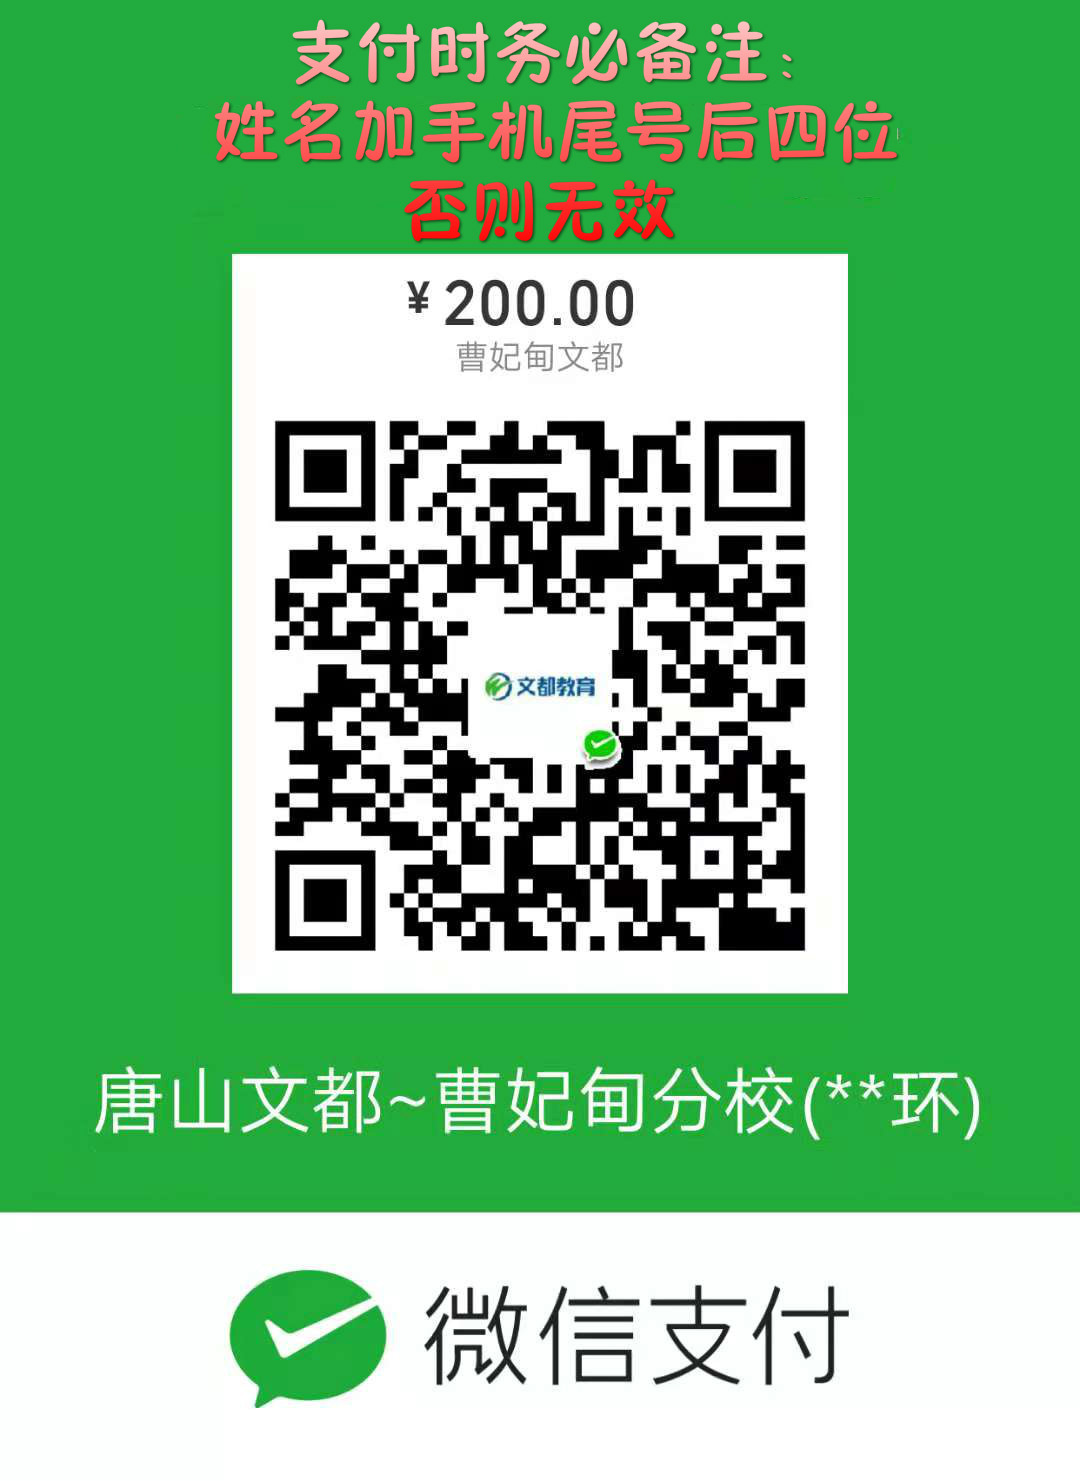 支付时务必备注：
姓名加手机尾号后四位
否则无效
¥200.00
曹妃甸文都
文都教育
唐山文都~曹妃甸分校(**环)
微信支付